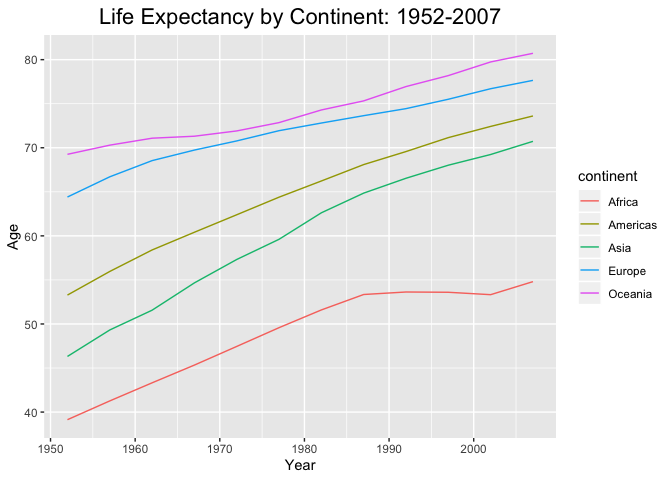 Life Expectancy by Continent: 1952-2007
80
70
60
50
40
Age
1950
1960
1970
1980
1990
2000
Year
continent
Africa
Americas
Asia
Europe
Oceania